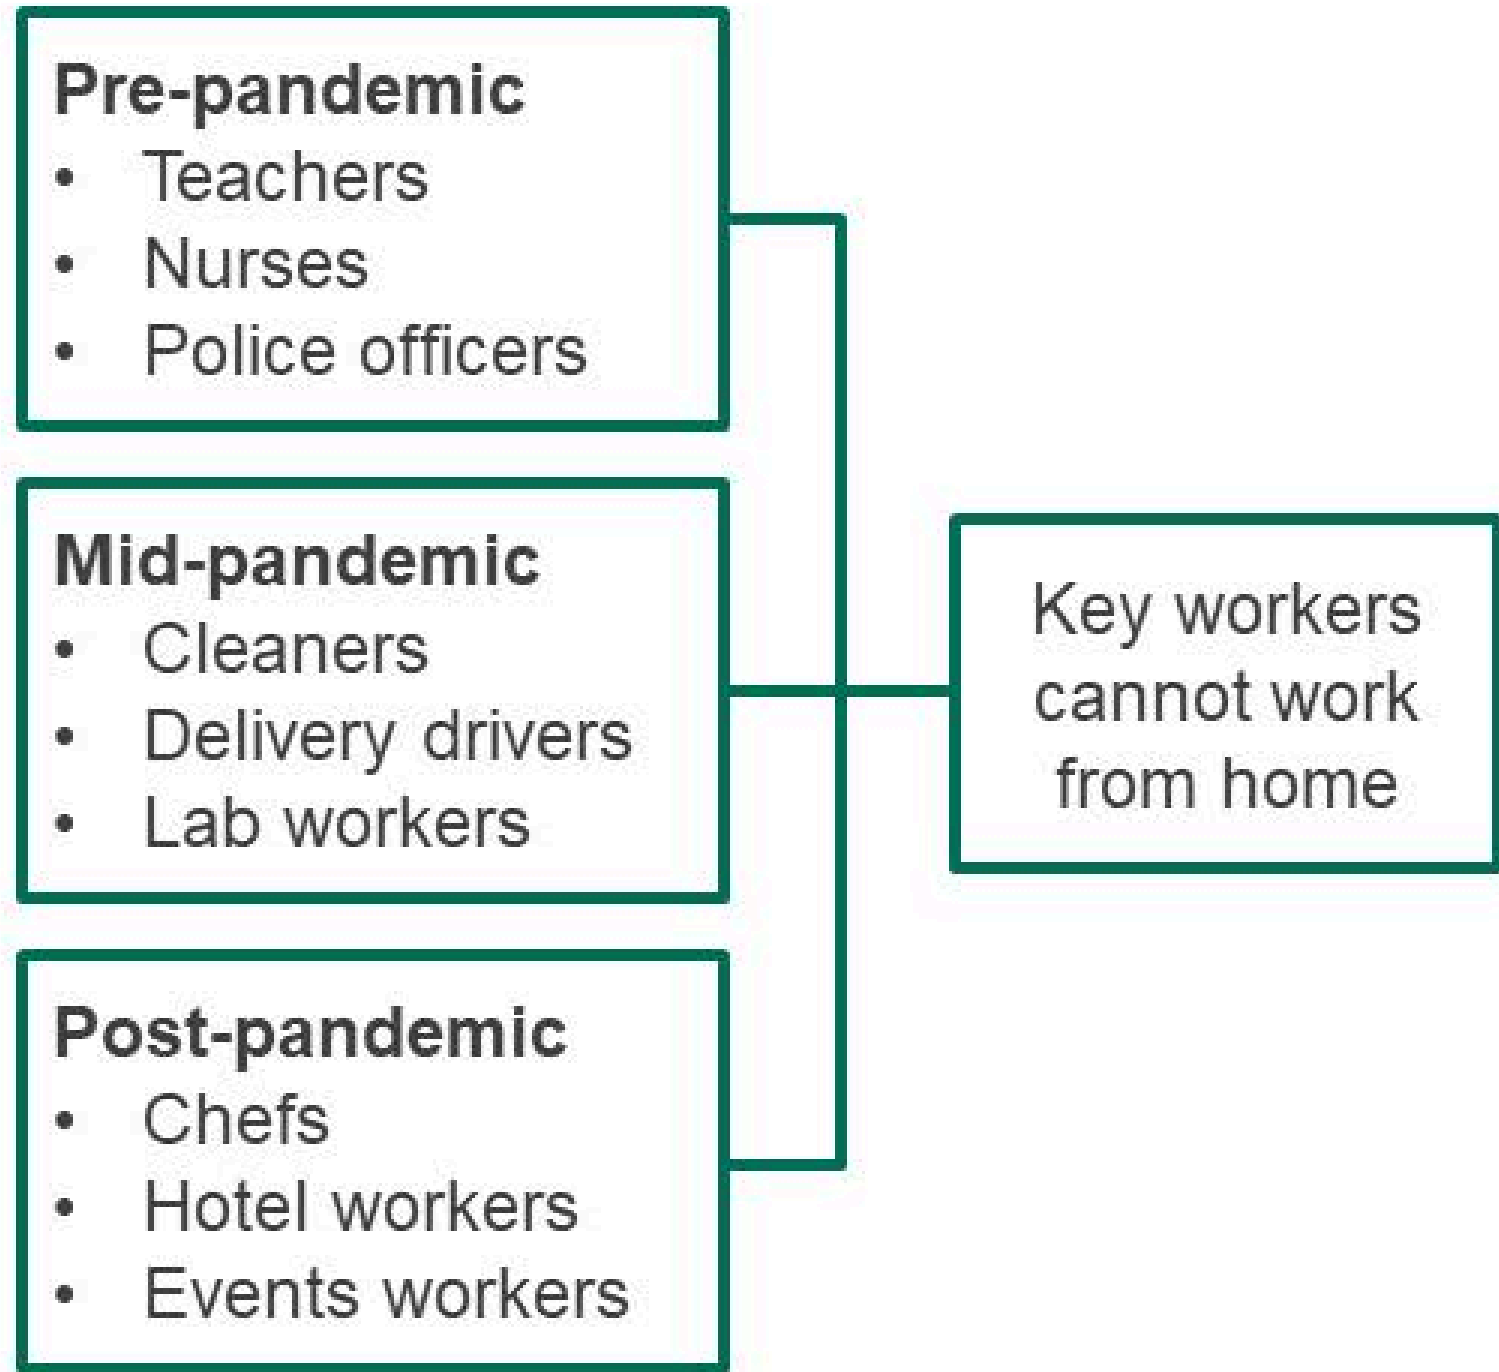 Pre-pandemic
• Teachers
• Nurses
• Police officers
Mid-pandemic
• Cleaners
• Delivery drivers
• Lab workers
Post-pandemic
• Chefs
• Hotel workers
• Events workers
Key workers
cannot work
from home